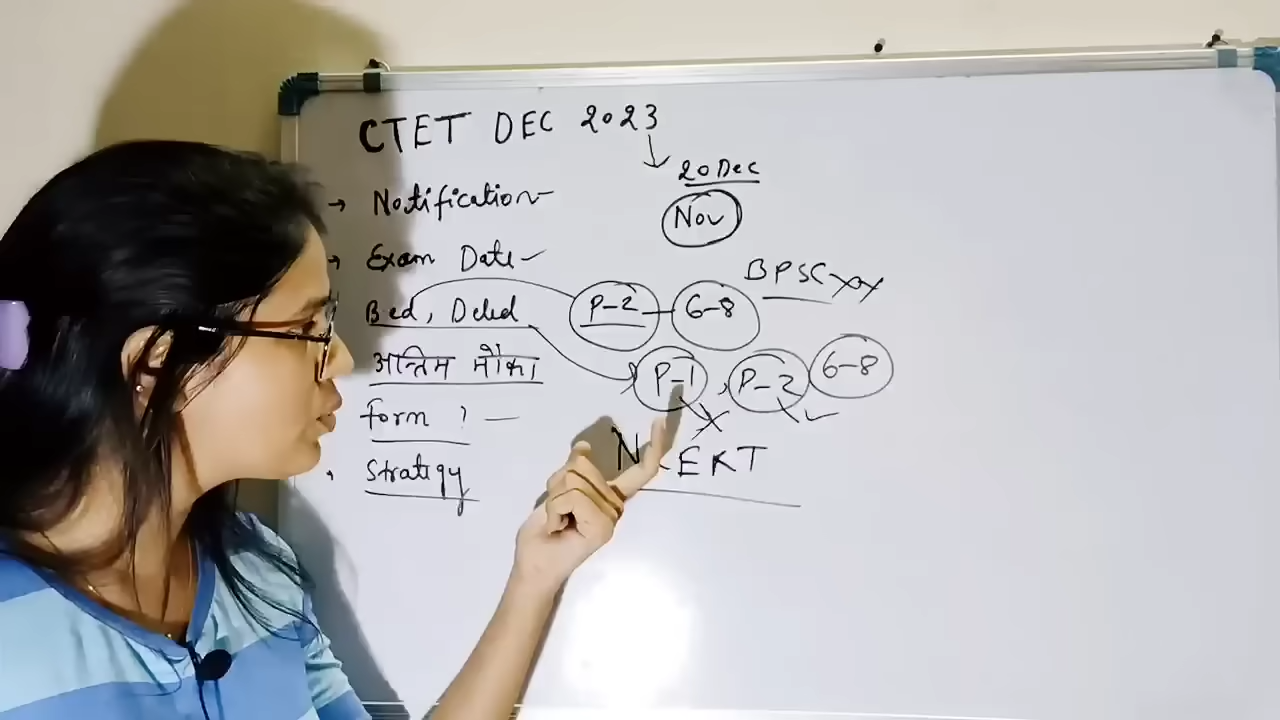 CTET DEC 2023
20 Dec
→ Notification
Nov
→ Exam Date
BPSC xx
Bed, Deled P-2 - 6-8
अन्तिम मौका P-1, P-2 6-8
form ? -
Strategy